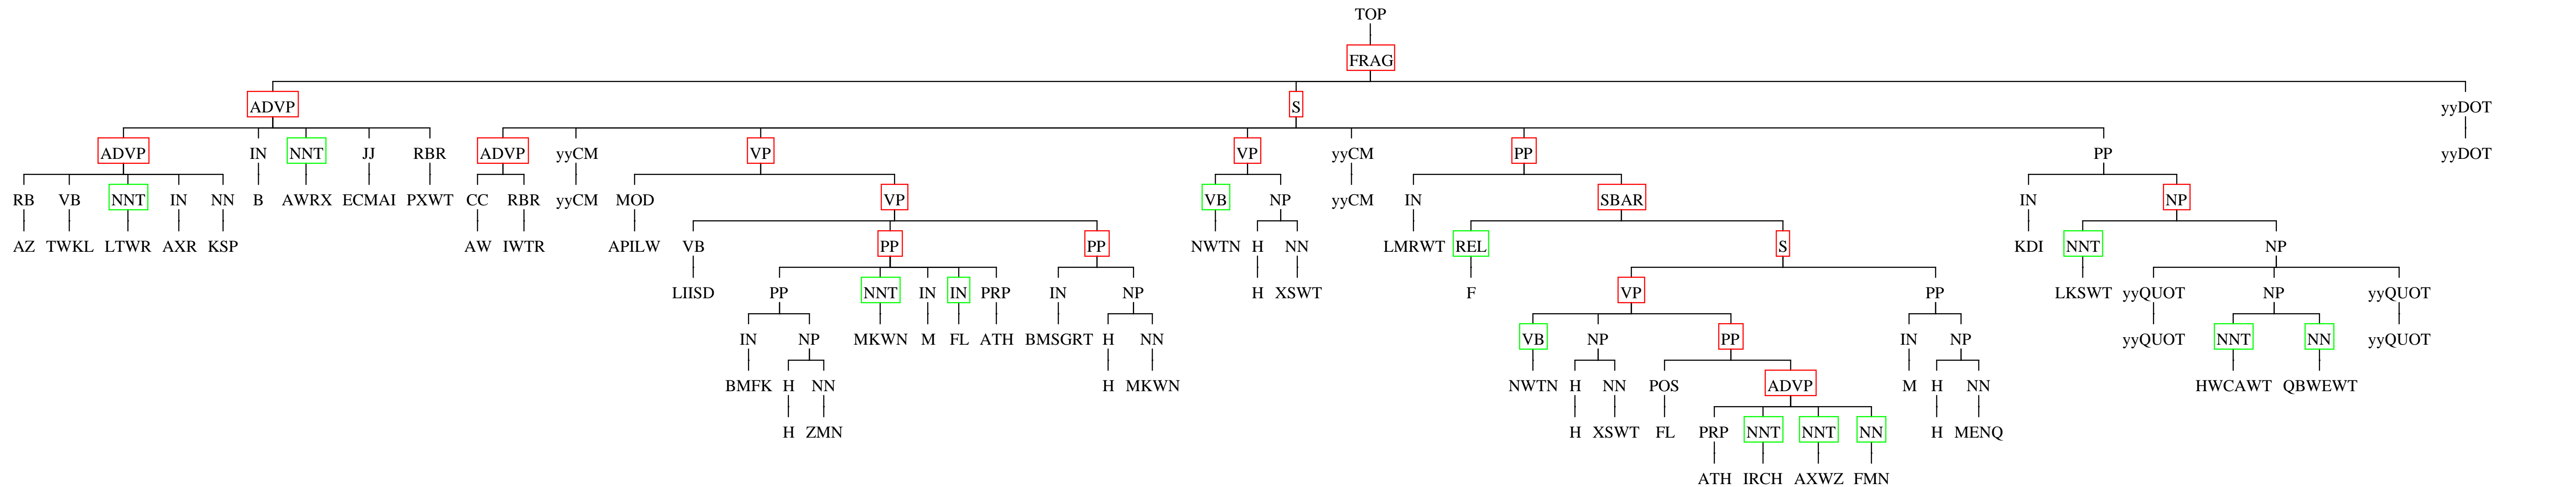 TOP
FRAG
ADVP S yyDOT
ADVP IN NNT JJ RBR ADVP yyCM VP VP yyCM PP PP yyDOT
RB VB NNT IN NN B AWRX ECMAI PXWT CC RBR yyCM MOD VP VB NP yyCM IN SBAR IN NP
AZ TWKL LTWR AXR KSP AW IWTR APILW VB PP PP NWTN H NN LMRWT REL S KDI NNT NP
LIISD PP NNT IN IN PRP IN NP H XSWT F VP PP LKSWT yyQUOT NP yyQUOT
IN NP MKWN M FL ATH BMSGRT H NN VB NP PP IN NP yyQUOT NNT NN yyQUOT
BMFK H NN H MKWN NWTN H NN POS ADVP M H NN HWCAWT QBWEWT
H ZMN H XSWT FL PRP NNT NNT NN H MENQ
ATH IRCH AXWZ FMN